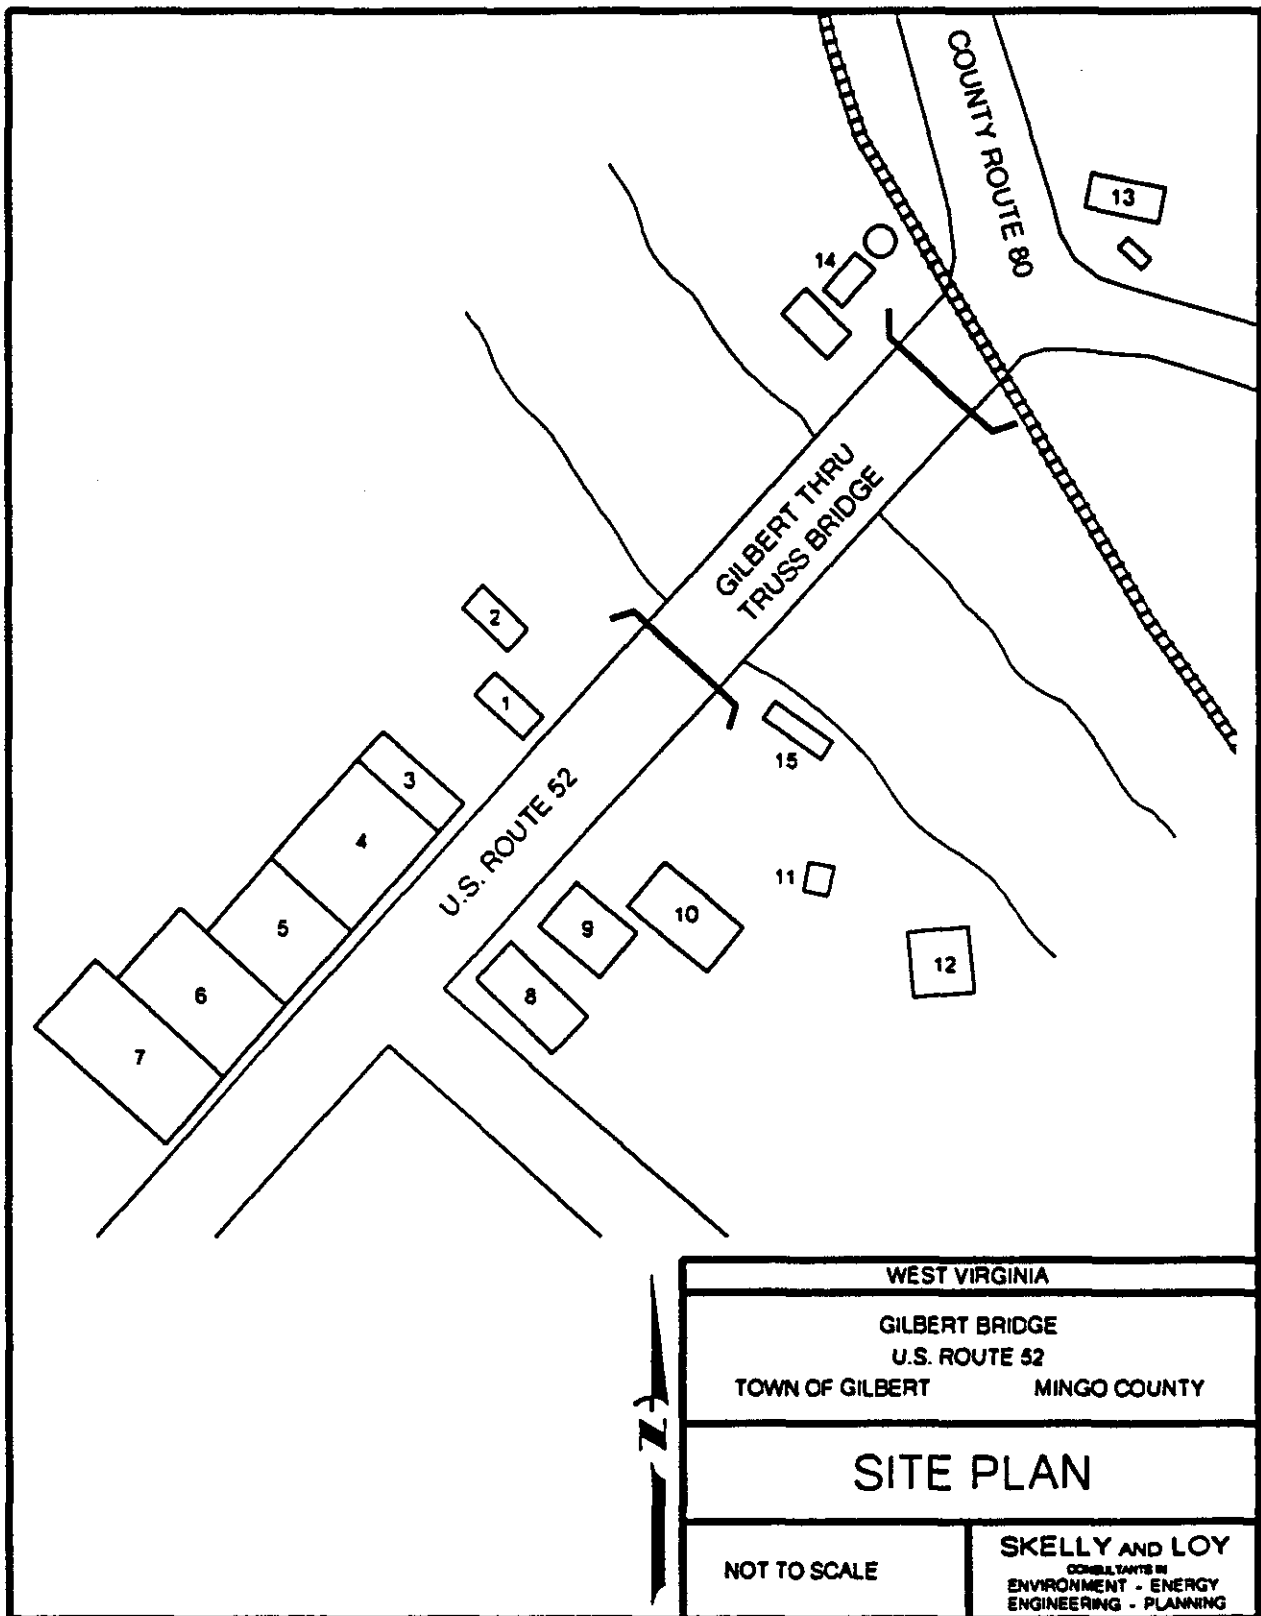 COUNTY ROUTE 80
13
14
GILBERT THRU
TRUSS BRIDGE
2
1
15
3
U.S. ROUTE 52
4
11
5
9
10
12
6
8
7
N
WEST VIRGINIA
GILBERT BRIDGE
U.S. ROUTE 52
TOWN OF GILBERT MINGO COUNTY
SITE PLAN
NOT TO SCALE
SKELLY AND LOY
CONSULTANTS IN
ENVIRONMENT - ENERGY
ENGINEERING - PLANNING